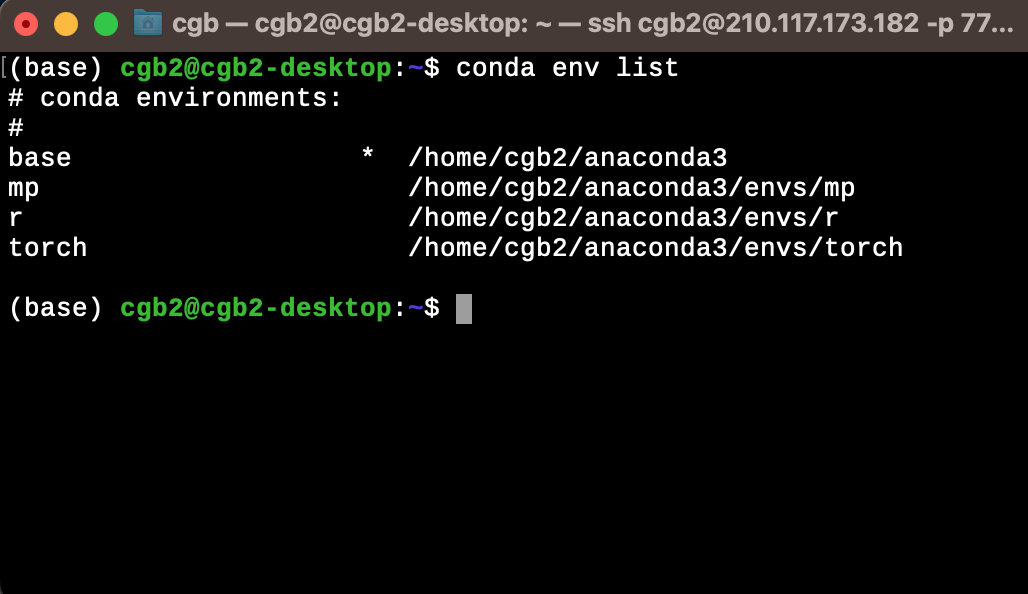 cgb — cgb2@cgb2-desktop: ~ — ssh cgb2@210.117.173.182 -p 77...
(base) cgb2@cgb2-desktop:~$ conda env list
# conda environments:
#
base                  *  /home/cgb2/anaconda3
mp                       /home/cgb2/anaconda3/envs/mp
r                        /home/cgb2/anaconda3/envs/r
torch                    /home/cgb2/anaconda3/envs/torch
(base) cgb2@cgb2-desktop:~$